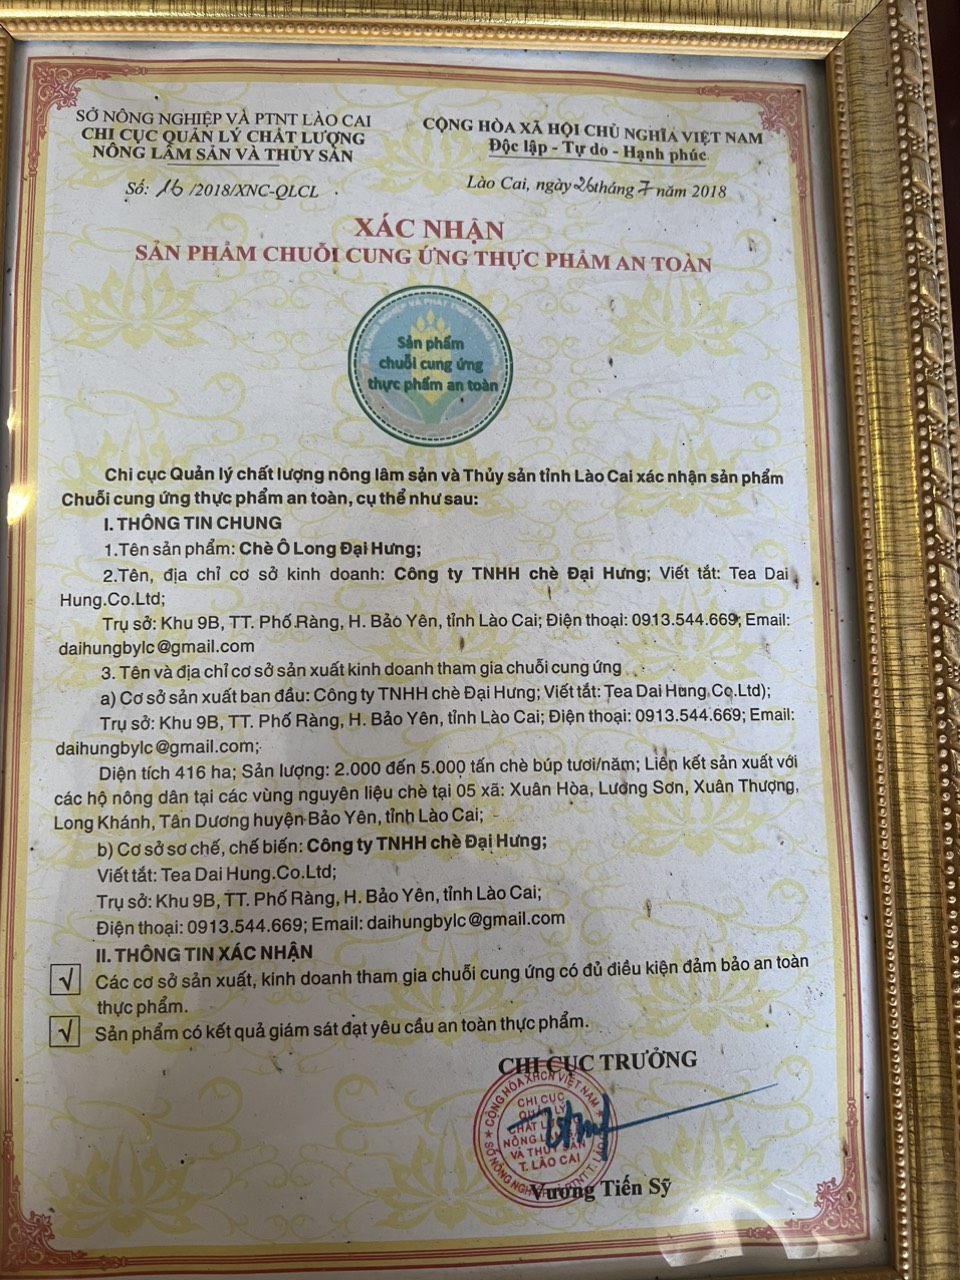 SỞ NÔNG NGHIỆP VÀ PTNT LÀO CAI
CHI CỤC QUẢN LÝ CHẤT LƯỢNG
NÔNG LÂM SẢN VÀ THỦY SẢN
Số: 16 /2018/XNC-QLCL
CỘNG HÒA XÃ HỘI CHỦ NGHĨA VIỆT NAM
Độc lập - Tự do - Hạnh phúc
Lào Cai, ngày 26 tháng 7 năm 2018
XÁC NHẬN
SẢN PHẨM CHUỖI CUNG ỨNG THỰC PHẨM AN TOÀN
Sản phẩm
chuỗi cung ứng
thực phẩm an toàn
Chi cục Quản lý chất lượng nông lâm sản và Thủy sản tỉnh Lào Cai xác nhận sản phẩm
Chuỗi cung ứng thực phẩm an toàn, cụ thể như sau:
I. THÔNG TIN CHUNG
1.Tên sản phẩm: Chè Ô Long Đại Hưng;
2.Tên, địa chỉ cơ sở kinh doanh: Công ty TNHH chè Đại Hưng; Viết tắt: Tea Dai
Hung.Co.Ltd;
Trụ sở: Khu 9B, TT. Phố Ràng, H. Bảo Yên, tỉnh Lào Cai; Điện thoại: 0913.544.669; Email:
daihungbylc@gmail.com
3. Tên và địa chỉ cơ sở sản xuất kinh doanh tham gia chuỗi cung ứng
a) Cơ sở sản xuất ban đầu: Công ty TNHH chè Đại Hưng; Viết tắt: Tea Dai Hung.Co.Ltd);
Trụ sở: Khu 9B, TT. Phố Ràng, H. Bảo Yên, tỉnh Lào Cai; Điện thoại: 0913.544.669; Email:
daihungbylc@gmail.com;
Diện tích 416 ha; Sản lượng: 2.000 đến 5.000 tấn chè búp tươi/năm; Liên kết sản xuất với
các hộ nông dân tại các vùng nguyên liệu chè tại 05 xã: Xuân Hòa, Lương Sơn, Xuân Thượng,
Long Khánh, Tân Dương huyện Bảo Yên, tỉnh Lào Cai;
b) Cơ sở sơ chế, chế biến: Công ty TNHH chè Đại Hưng;
Viết tắt: Tea Dai Hung.Co.Ltd;
Trụ sở: Khu 9B, TT. Phố Ràng, H. Bảo Yên, tỉnh Lào Cai;
Điện thoại: 0913.544.669; Email: daihungbylc@gmail.com
II. THÔNG TIN XÁC NHẬN
√ Các cơ sở sản xuất, kinh doanh tham gia chuỗi cung ứng có đủ điều kiện đảm bảo an toàn
thực phẩm.
√ Sản phẩm có kết quả giám sát đạt yêu cầu an toàn thực phẩm.
CHI CỤC TRƯỞNG
CỘNG HÒA XHCN VIỆT NAM
CHI CỤC
QUẢN LÝ
CHẤT
NÔNG
VÀ THỦY SẢN
T. LÀO CAI
Vương Tiến Sỹ